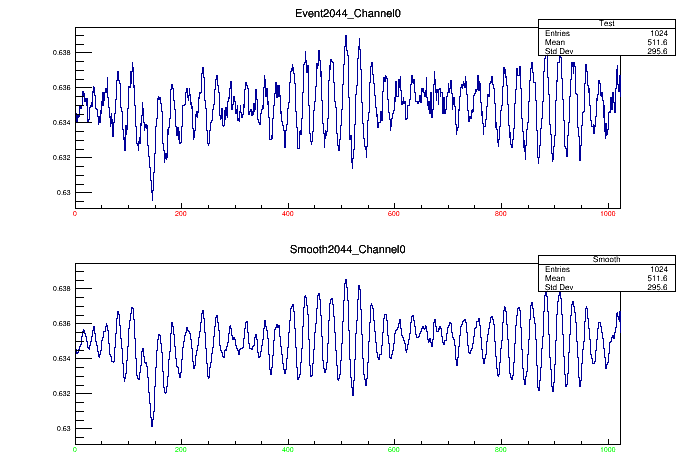 Event2044_Channel0
Test
Entries 1024
Mean 511.6
Std Dev 295.6
0.638
0.636
0.634
0.632
0.63
0 200 400 600 800 1000
Smooth2044_Channel0
Smooth
Entries 1024
Mean 511.6
Std Dev 295.6
0.638
0.636
0.634
0.632
0.63
0 200 400 600 800 1000